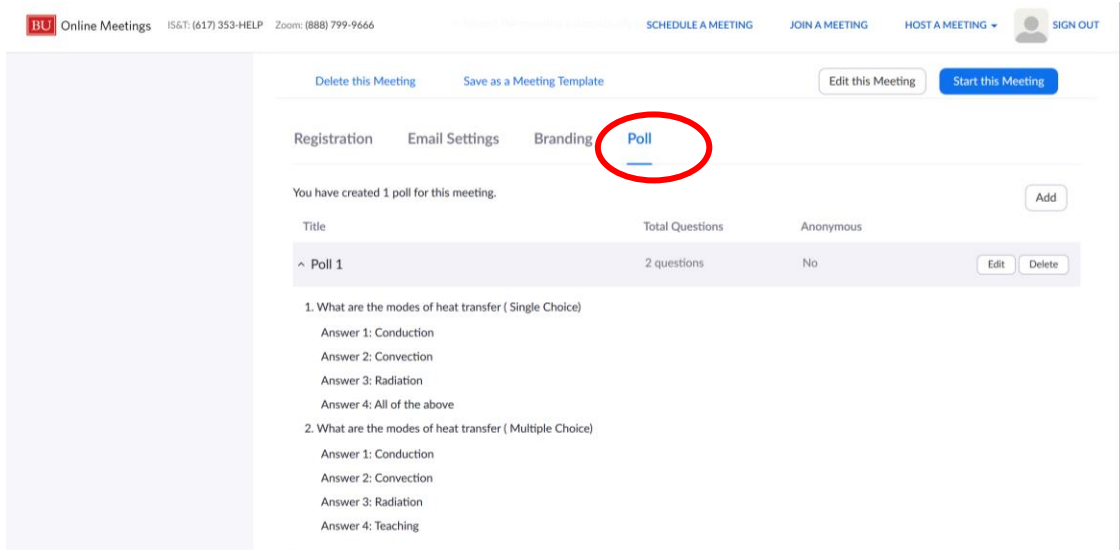 BU Online Meetings IS&T: (617) 353-HELP Zoom: (888) 799-9666 SCHEDULE A MEETING JOIN A MEETING HOST A MEETING SIGN OUT
Delete this Meeting Save as a Meeting Template Edit this Meeting Start this Meeting
Registration Email Settings Branding Poll
You have created 1 poll for this meeting. Add
Title Total Questions Anonymous
Poll 1 2 questions No Edit Delete
1. What are the modes of heat transfer ( Single Choice)
Answer 1: Conduction
Answer 2: Convection
Answer 3: Radiation
Answer 4: All of the above
2. What are the modes of heat transfer ( Multiple Choice)
Answer 1: Conduction
Answer 2: Convection
Answer 3: Radiation
Answer 4: Teaching